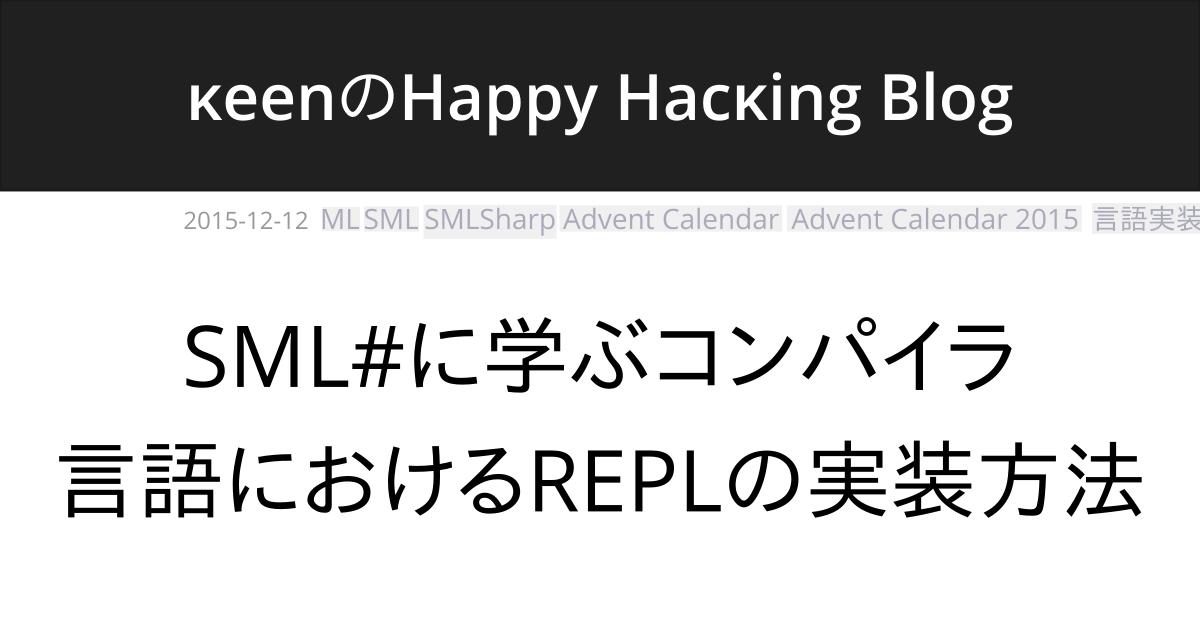 κeenのHappy Hacκing Blog
2015-12-12 ML SML SMLSharp Advent Calendar Advent Calendar 2015 言語実装
SML#に学ぶコンパイラ
言語におけるREPLの実装方法